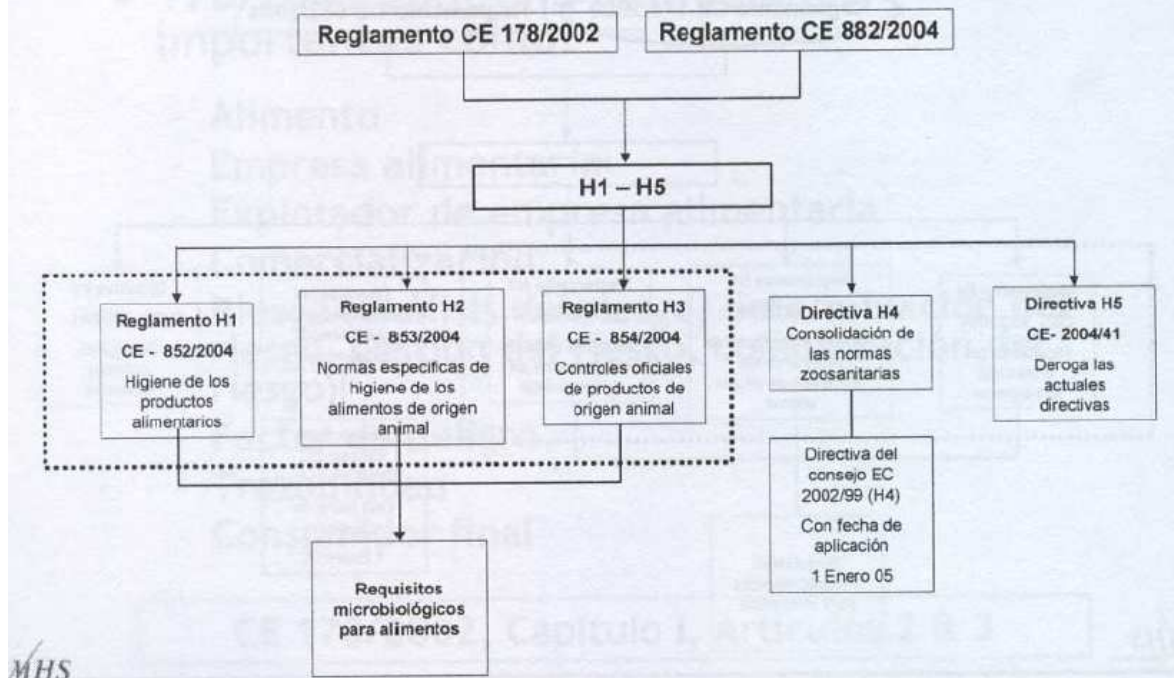 Reglamento CE 178/2002
Reglamento CE 882/2004
H1 – H5
Reglamento H1
CE - 852/2004
Higiene de los
productos
alimentarios
Reglamento H2
CE - 853/2004
Normas específicas de
higiene de los
alimentos de origen
animal
Reglamento H3
CE - 854/2004
Controles oficiales
de productos de
origen animal
Directiva H4
Consolidación de
las normas
zoosanitarias
Directiva H5
CE- 2004/41
Deroga las
actuales
directivas
Directiva del
consejo EC
2002/99 (H4)
Con fecha de
aplicación
1 Enero 05
Requisitos
microbiológicos
para alimentos
Alimento
Empresa alimentaria
Explotador de empresa alimentaria
Comercialización
Consumidor final
CE 178/2002, Capítulo I, Artículos 2 & 3
MHS